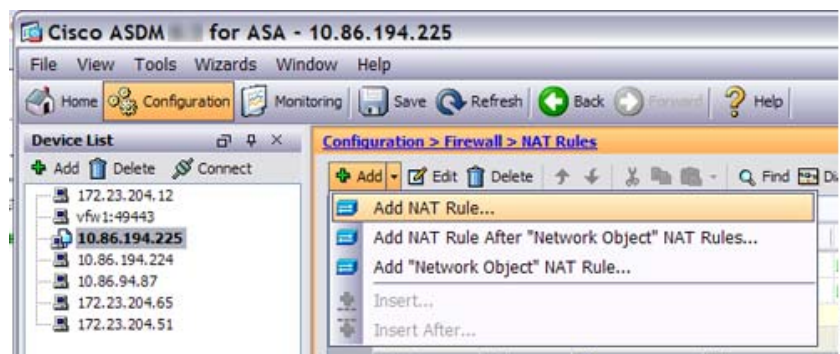 Cisco ASDM for ASA - 10.86.194.225
File View Tools Wizards Window Help
Home Configuration Monitoring Save Refresh Back Forward Help
Device List
Add Delete Connect
172.23.204.12
vfw1:49443
10.86.194.225
10.86.194.224
10.86.94.87
172.23.204.65
172.23.204.51
Configuration > Firewall > NAT Rules
Add Edit Delete Find Di
Add NAT Rule...
Add NAT Rule After "Network Object" NAT Rules...
Add "Network Object" NAT Rule...
Insert...
Insert After...